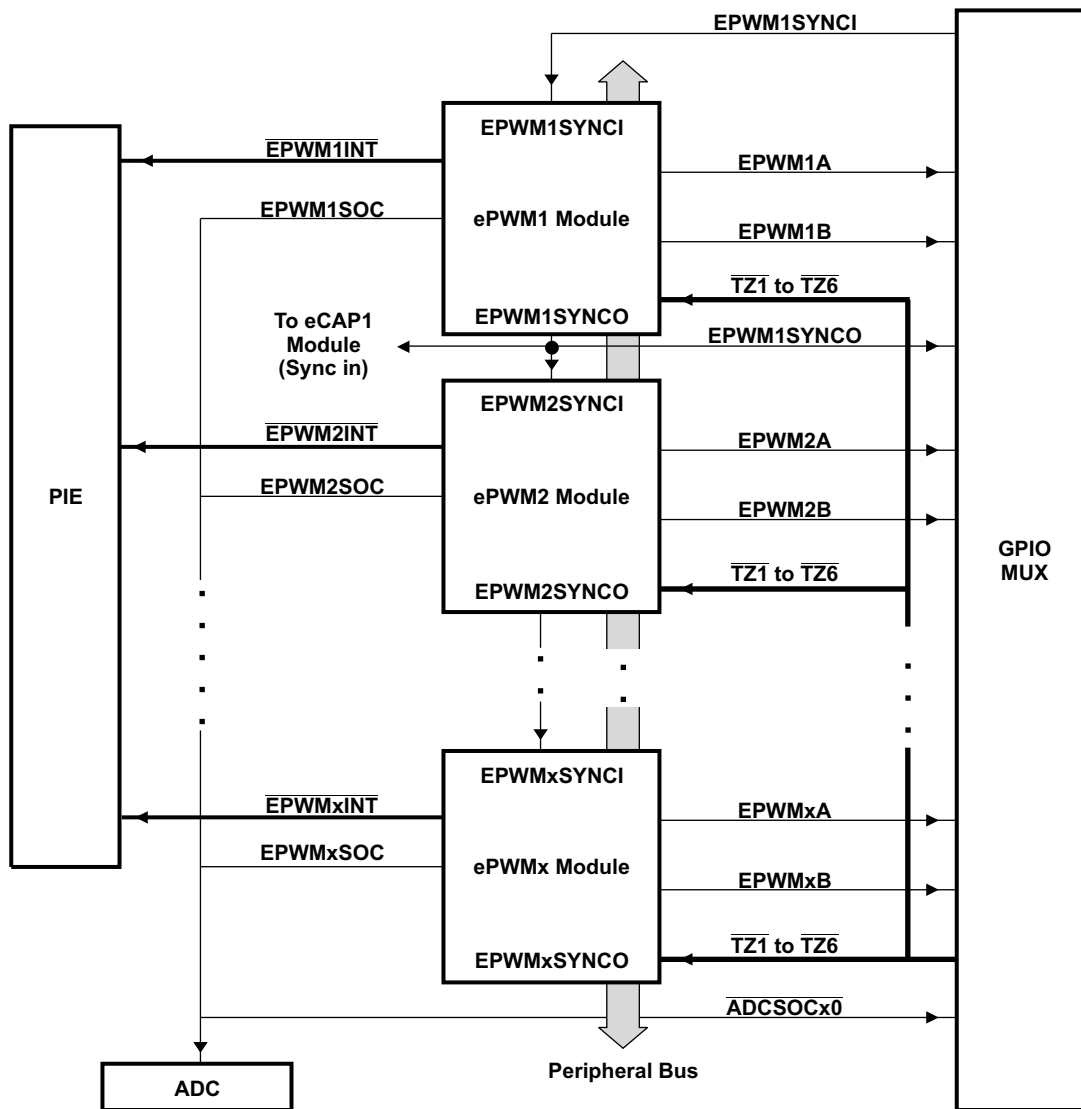 EPWM1SYNCI
EPWM1SYNCI
EPWM1INT
EPWM1A
EPWM1SOC
ePWM1 Module
EPWM1B
TZ1 to TZ6
To eCAP1
Module
(Sync in)
EPWM1SYNCO
EPWM1SYNCO
EPWM2SYNCI
EPWM2INT
EPWM2A
PIE
EPWM2SOC
ePWM2 Module
EPWM2B
GPIO
MUX
TZ1 to TZ6
EPWM2SYNCO
EPWMxSYNCI
EPWMxINT
EPWMxA
EPWMxSOC
ePWMx Module
EPWMxB
TZ1 to TZ6
EPWMxSYNCO
ADCSOCx0
Peripheral Bus
ADC